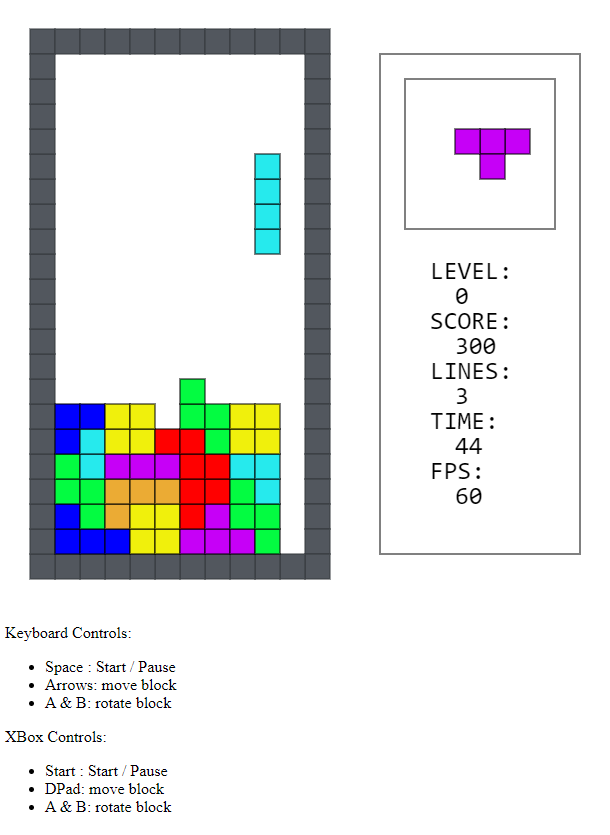 LEVEL:
0
SCORE:
300
LINES:
3
TIME:
44
FPS:
60
Keyboard Controls:
• Space : Start / Pause
• Arrows: move block
• A & B: rotate block
XBox Controls:
• Start : Start / Pause
• DPad: move block
• A & B: rotate block